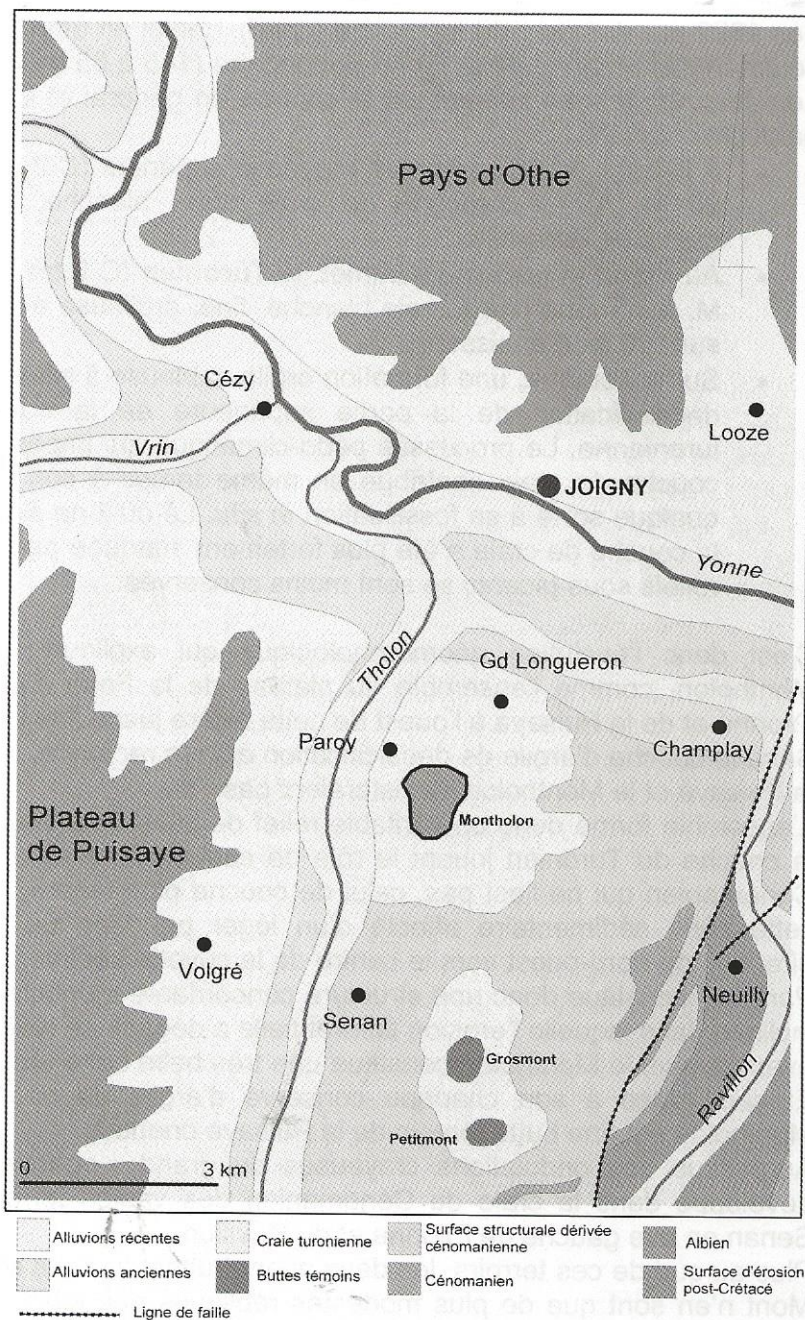 Pays d'Othe
Cézy
Vrin
Looze
JOIGNY
Yonne
Tholon
Gd Longueron
Paroy
Champlay
Montholon
Plateau
de Puisaye
Volgré
Senan
Neuilly
Grosmont
Ravillon
Petitmont
0 3 km
Alluvions récentes
Craie turonienne
Surface structurale dérivée
cénomanienne
Albien
Alluvions anciennes
Buttes témoins
Cénomanien
Surface d'érosion
post-Crétacé
Ligne de faille